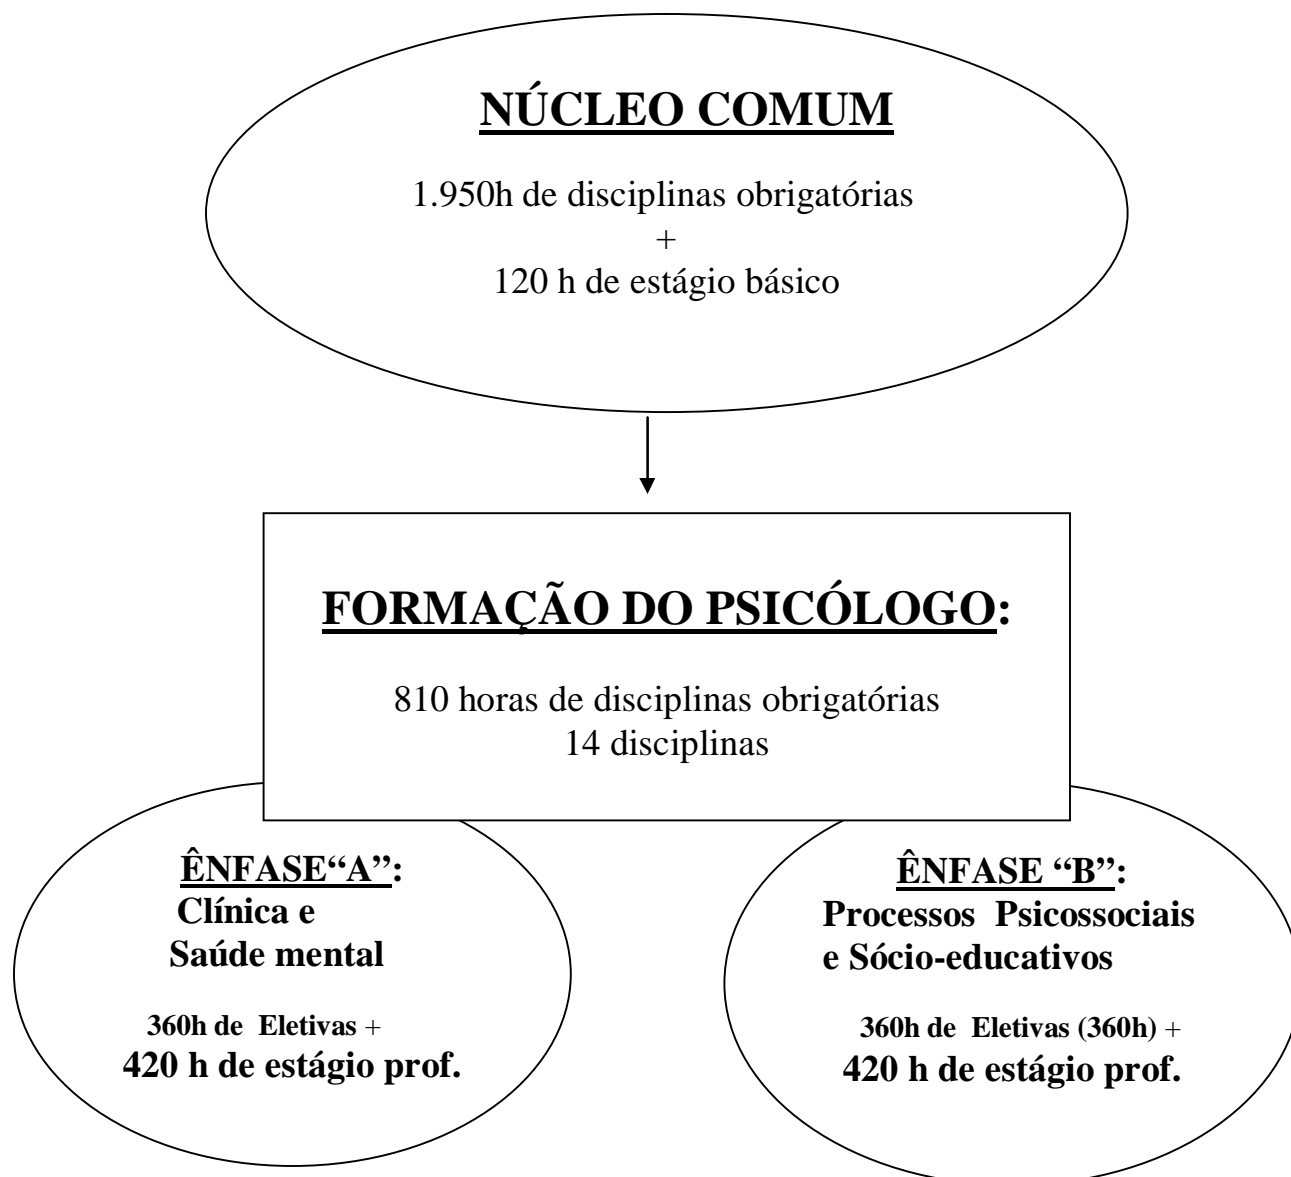 NÚCLEO COMUM
1.950h de disciplinas obrigatórias
+
120 h de estágio básico
FORMAÇÃO DO PSICÓLOGO:
810 horas de disciplinas obrigatórias
14 disciplinas
ÊNFASE“A”:
Clínica e
Saúde mental
360h de Eletivas +
420 h de estágio prof.
ÊNFASE “B”:
Processos Psicossociais
e Sócio-educativos
360h de Eletivas (360h) +
420 h de estágio prof.